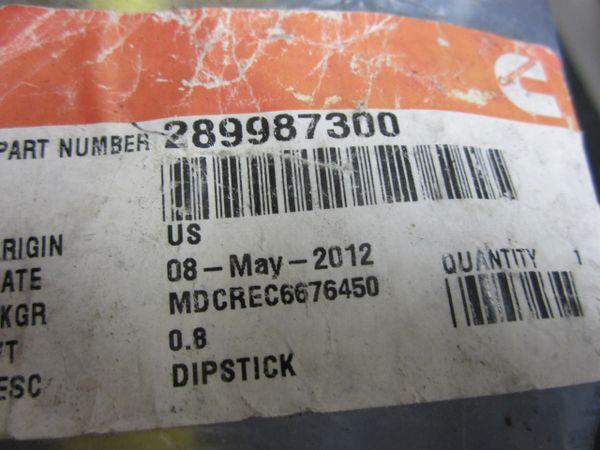 PART NUMBER 289987300
RIGIN US
ATE 08-May-2012
KGR MDCREC6676450
QUANTITY 1
T 0.8
ESC DIPSTICK